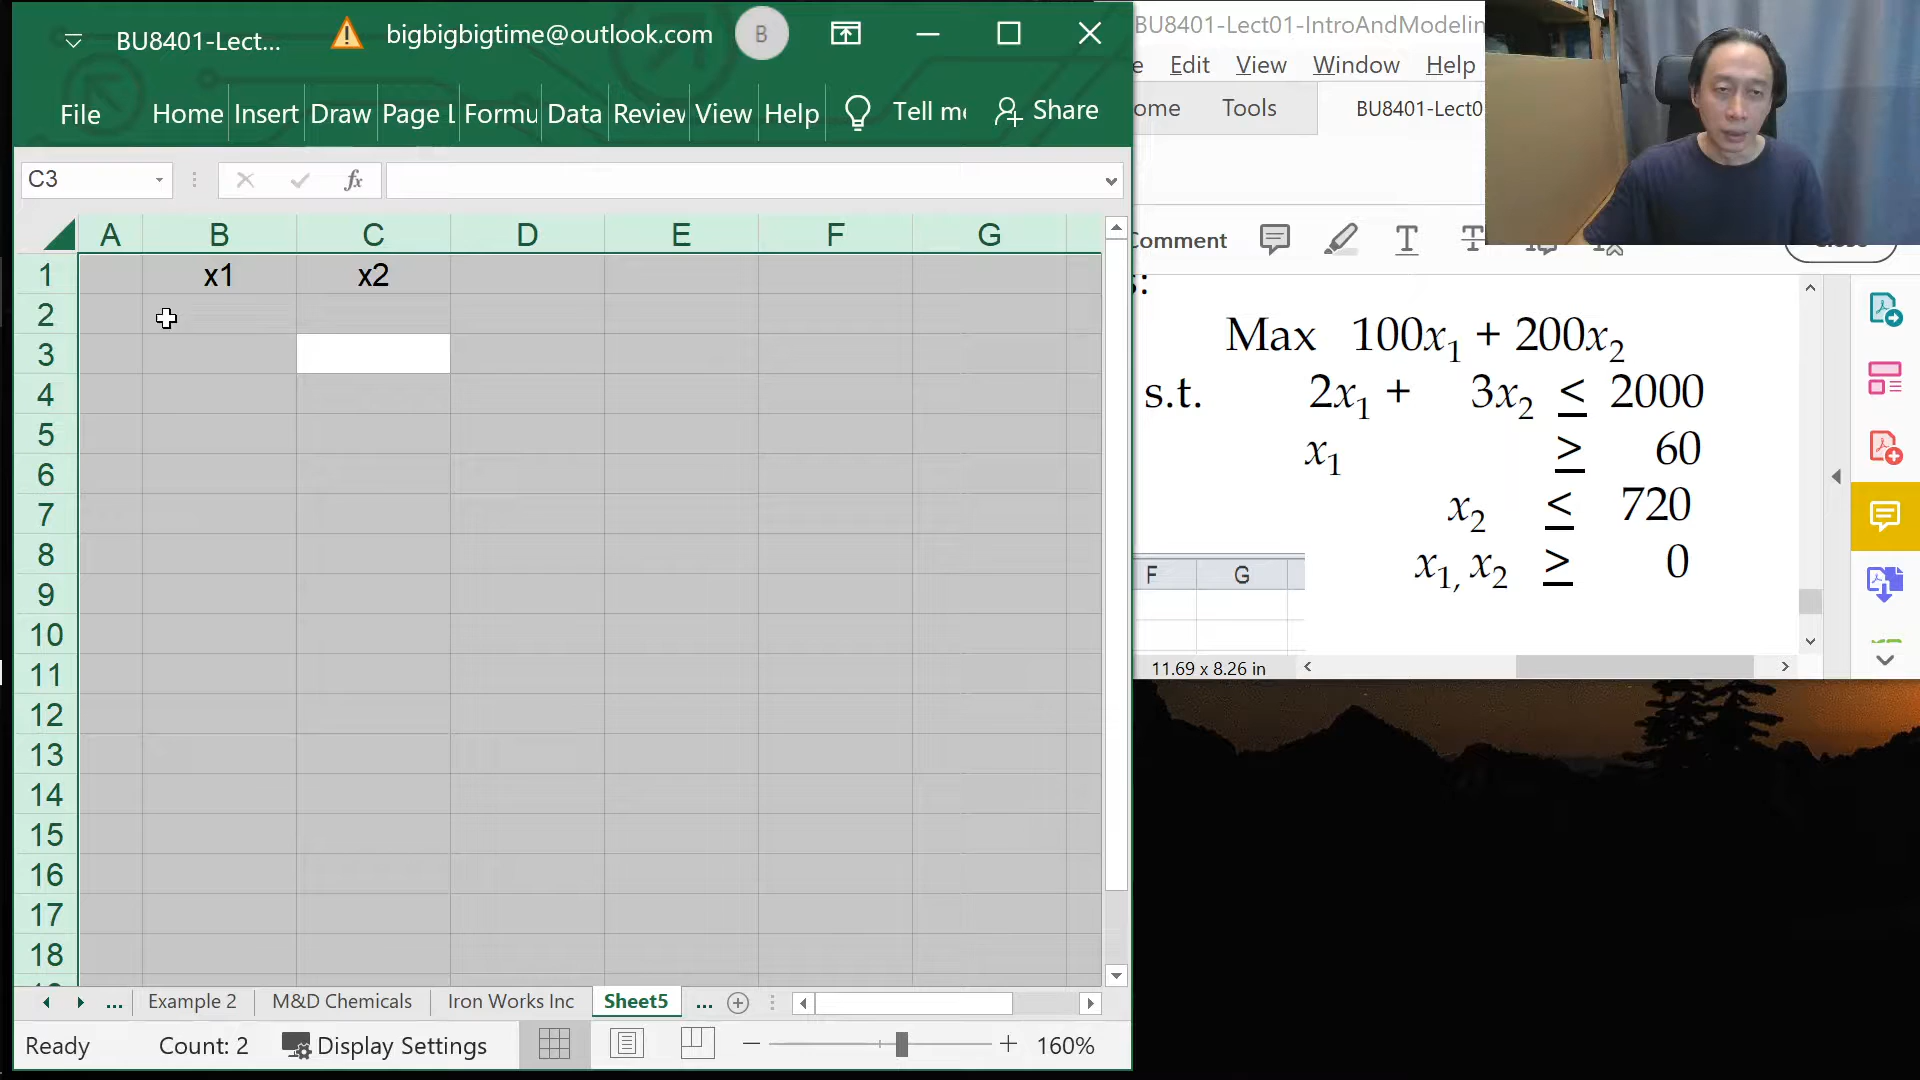 BU8401-Lect...
bigbigbigtime@outlook.com
B
File
Home
Insert
Draw
Page L
Formu
Data
Review
View
Help
Tell me
Share
C3
fx
A B C D E F G
1 x1 x2
2
3
4
5
6
7
8
9
10
11
12
13
14
15
16
17
18
...
Example 2
M&D Chemicals
Iron Works Inc
Sheet5
...
Ready
Count: 2
Display Settings
160%
BU8401-Lect01-IntroAndModelin
e Edit View Window Help
ome
Tools
BU8401-Lect0
omment
s:
Max 100x₁ + 200x₂
s.t. 2x₁ + 3x₂ ≤ 2000
x₁ ≥ 60
x₂ ≤ 720
x₁, x₂ ≥ 0
F G
11.69 x 8.26 in